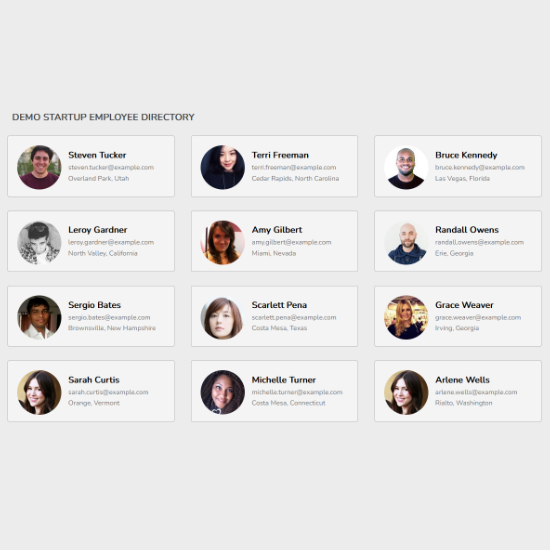 DEMO STARTUP EMPLOYEE DIRECTORY
Steven Tucker
steven.tucker@example.com
Overland Park, Utah
Terri Freeman
terri.freeman@example.com
Cedar Rapids, North Carolina
Bruce Kennedy
bruce.kennedy@example.com
Las Vegas, Florida
Leroy Gardner
leroy.gardner@example.com
North Valley, California
Amy Gilbert
amy.gilbert@example.com
Miami, Nevada
Randall Owens
randall.owens@example.com
Erie, Georgia
Sergio Bates
sergio.bates@example.com
Brownsville, New Hampshire
Scarlett Pena
scarlett.pena@example.com
Costa Mesa, Texas
Grace Weaver
grace.weaver@example.com
Irving, Georgia
Sarah Curtis
sarah.curtis@example.com
Orange, Vermont
Michelle Turner
michelle.turner@example.com
Costa Mesa, Connecticut
Arlene Wells
arlene.wells@example.com
Rialto, Washington